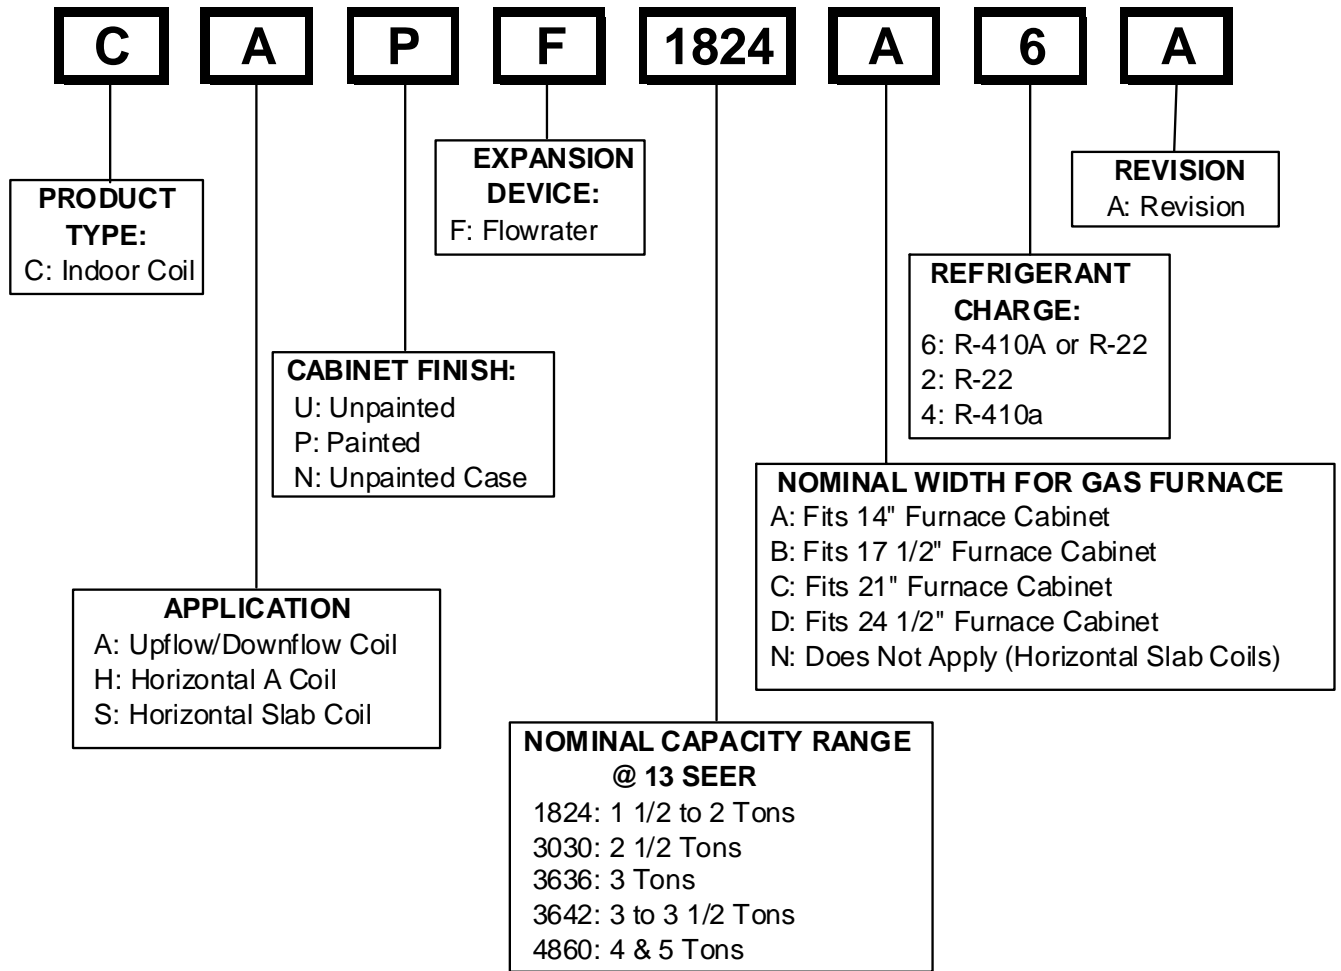 C A P F 1824 A 6 A
PRODUCT
TYPE:
C: Indoor Coil
EXPANSION
DEVICE:
F: Flowrater
REVISION
A: Revision
REFRIGERANT
CHARGE:
6: R-410A or R-22
2: R-22
4: R-410a
CABINET FINISH:
U: Unpainted
P: Painted
N: Unpainted Case
NOMINAL WIDTH FOR GAS FURNACE
A: Fits 14" Furnace Cabinet
B: Fits 17 1/2" Furnace Cabinet
C: Fits 21" Furnace Cabinet
D: Fits 24 1/2" Furnace Cabinet
N: Does Not Apply (Horizontal Slab Coils)
APPLICATION
A: Upflow/Downflow Coil
H: Horizontal A Coil
S: Horizontal Slab Coil
NOMINAL CAPACITY RANGE
@ 13 SEER
1824: 1 1/2 to 2 Tons
3030: 2 1/2 Tons
3636: 3 Tons
3642: 3 to 3 1/2 Tons
4860: 4 & 5 Tons